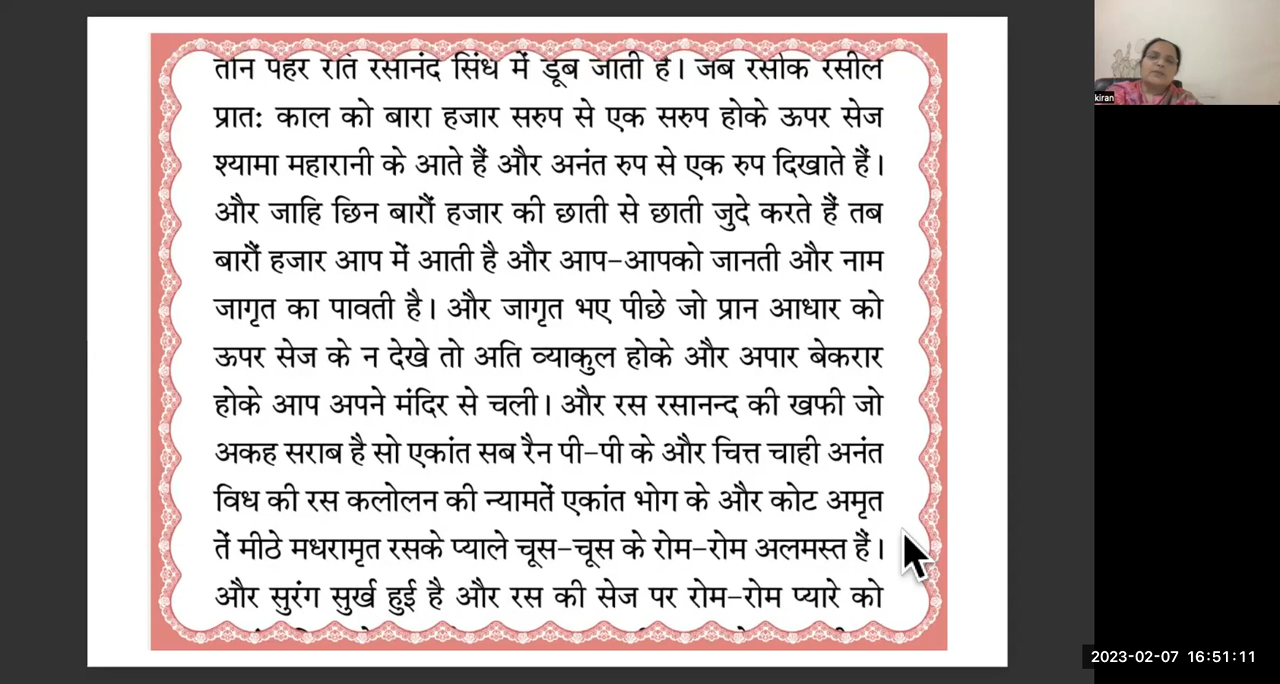 तीन पहर रात रसानंद सिंध में डूब जाती है। जब रसीक रसील
प्रात: काल को बारा हजार सरुप से एक सरुप होके ऊपर सेज
श्यामा महारानी के आते हैं और अनंत रुप से एक रुप दिखाते हैं।
और जाहि छिन बारौं हजार की छाती से छाती जुदे करते हैं तब
बारौं हजार आप में आती है और आप-आपको जानती और नाम
जागृत का पावती है। और जागृत भए पीछे जो प्रान आधार को
ऊपर सेज के न देखे तो अति व्याकुल होके और अपार बेकरार
होके आप अपने मंदिर से चली। और रस रसानन्द की खफी जो
अकह सराब है सो एकांत सब रैन पी-पी के और चित्त चाही अनंत
विध की रस कलोलन की न्यामतें एकांत भोग के और कोट अमृत
तें मीठे मधरामृत रसके प्याले चूस-चूस के रोम-रोम अलमस्त हैं।
और सुरंग सुर्ख हुई है और रस की सेज पर रोम-रोम प्यारे को
kiran
2023-02-07 16:51:11